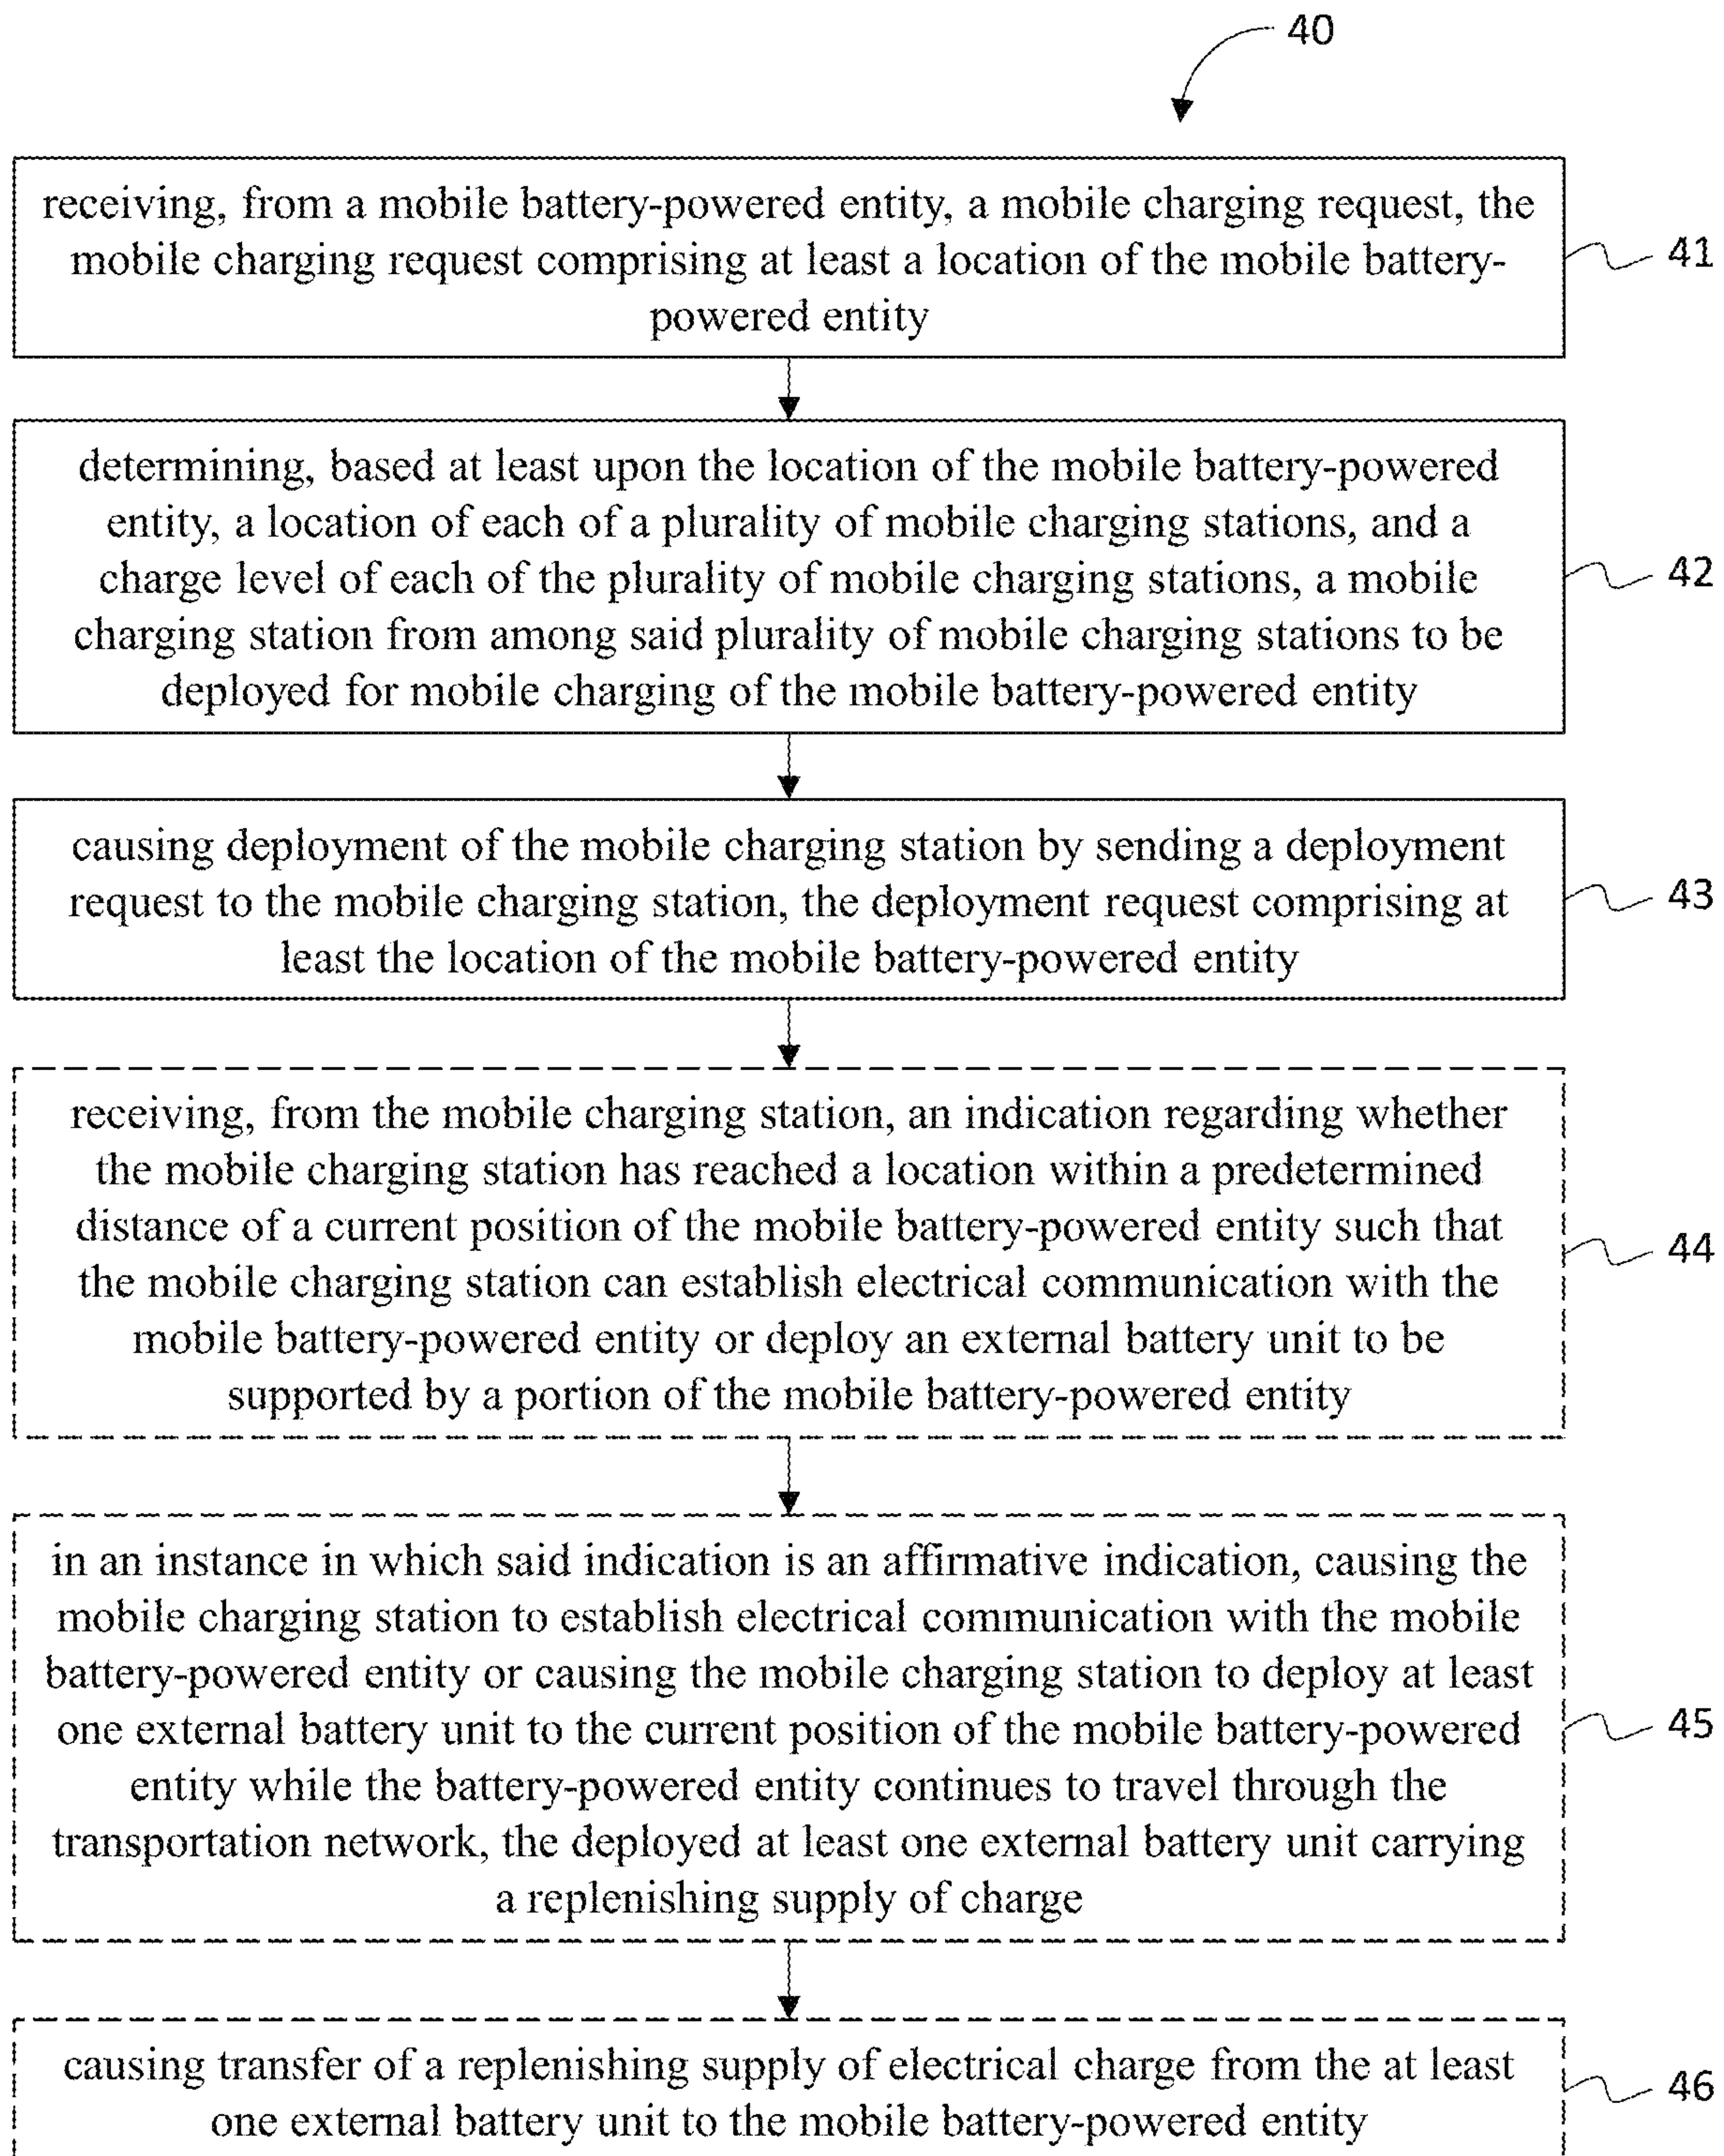 40
receiving, from a mobile battery-powered entity, a mobile charging request, the
mobile charging request comprising at least a location of the mobile battery-
powered entity
41
determining, based at least upon the location of the mobile battery-powered
entity, a location of each of a plurality of mobile charging stations, and a
charge level of each of the plurality of mobile charging stations, a mobile
charging station from among said plurality of mobile charging stations to be
deployed for mobile charging of the mobile battery-powered entity
42
causing deployment of the mobile charging station by sending a deployment
request to the mobile charging station, the deployment request comprising at
least the location of the mobile battery-powered entity
43
receiving, from the mobile charging station, an indication regarding whether
the mobile charging station has reached a location within a predetermined
distance of a current position of the mobile battery-powered entity such that
the mobile charging station can establish electrical communication with the
mobile battery-powered entity or deploy an external battery unit to be
supported by a portion of the mobile battery-powered entity
44
in an instance in which said indication is an affirmative indication, causing the
mobile charging station to establish electrical communication with the mobile
battery-powered entity or causing the mobile charging station to deploy at least
one external battery unit to the current position of the mobile battery-powered
entity while the battery-powered entity continues to travel through the
transportation network, the deployed at least one external battery unit carrying
a replenishing supply of charge
45
causing transfer of a replenishing supply of electrical charge from the at least
one external battery unit to the mobile battery-powered entity
46